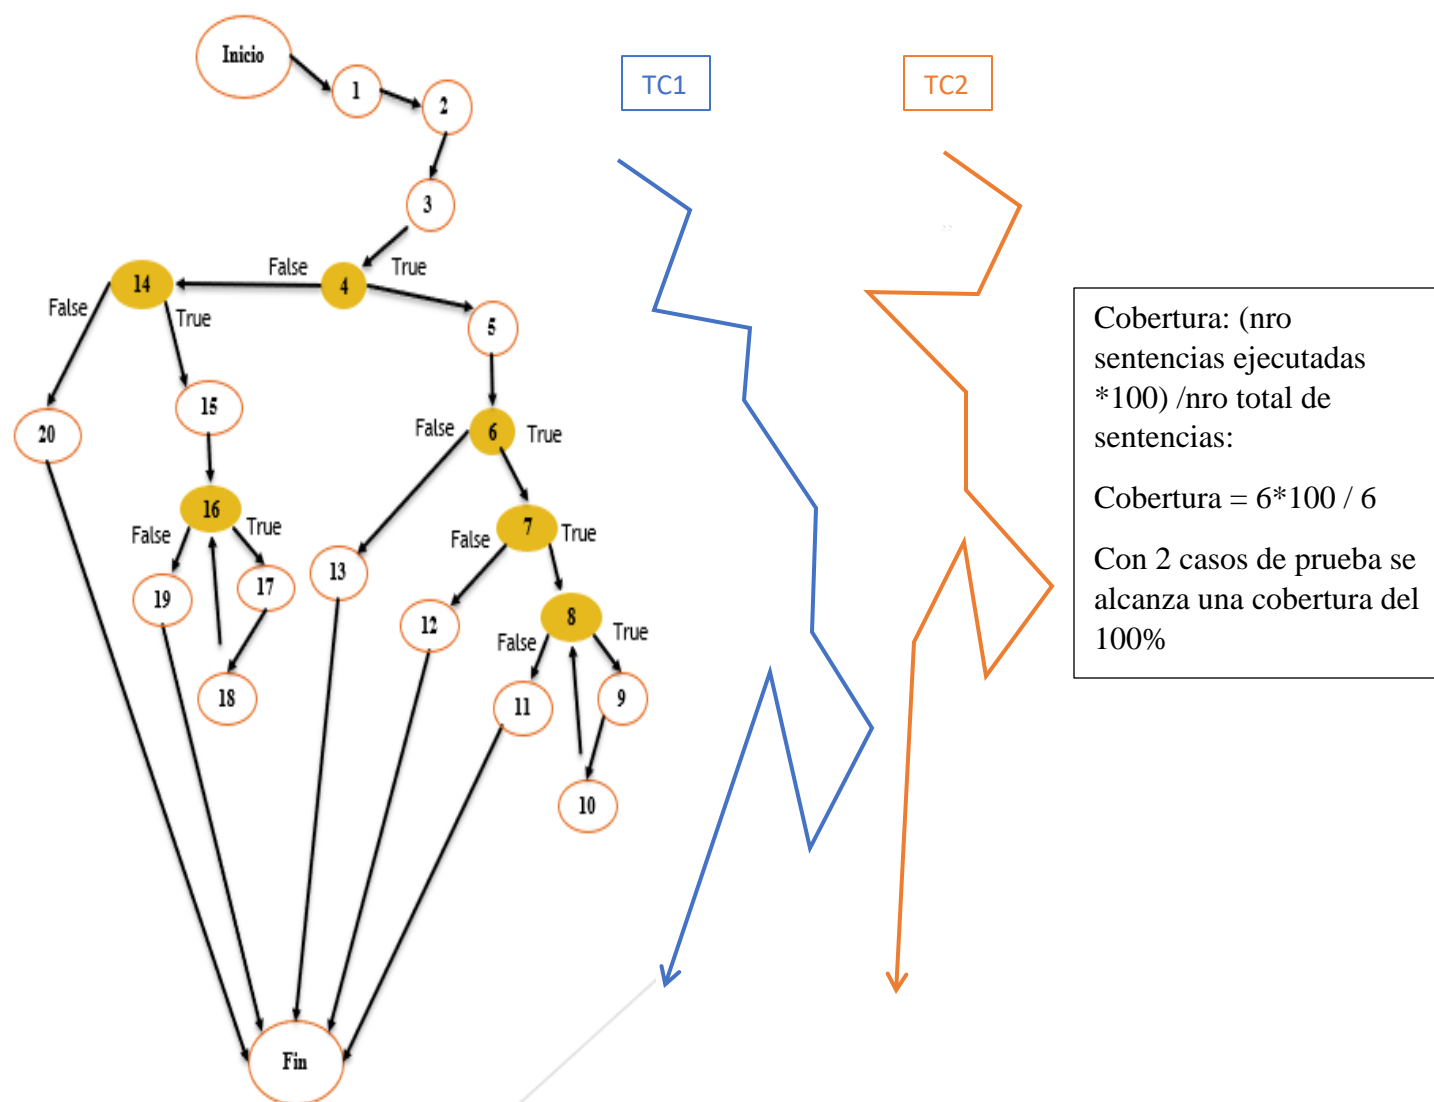 Inicio
TC1
TC2
1
2
3
False
True
14
4
False
True
5
15
20
False
6
True
16
False
7
True
False
True
13
17
19
12
8
False
True
18
11
9
10
Fin
Cobertura: (nro
sentencias ejecutadas
*100) /nro total de
sentencias:
Cobertura = 6*100 / 6
Con 2 casos de prueba se
alcanza una cobertura del
100%